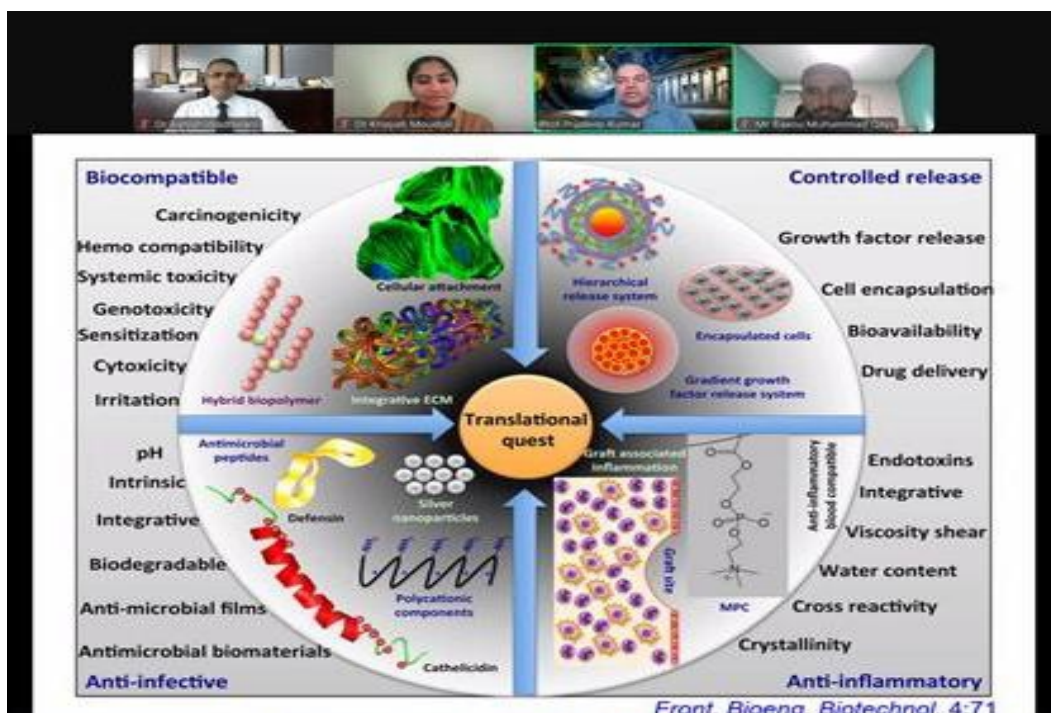 Prof Pradeep Kumar
Biocompatible
Carcinogenicity
Hemo compatibility
Systemic toxicity
Genotoxicity
Sensitization
Cytoxicity
Irritation
Cellular attachment
Hybrid biopolymer
Integrative ECM
Controlled release
Growth factor release
Cell encapsulation
Bioavailability
Drug delivery
Hierarchical
release system
Encapsulated cells
Gradient growth
factor release system
Translational
quest
pH
Intrinsic
Integrative
Biodegradable
Anti-microbial films
Antimicrobial biomaterials
Anti-infective
Antimicrobial
peptides
Defensin
Silver
nanoparticles
Polycationic
components
Cathelicidin
Graft associated
inflammation
Graft site
MPC
Anti-inflammatory
blood compatible
Endotoxins
Integrative
Viscosity shear
Water content
Cross reactivity
Crystallinity
Anti-inflammatory
Front. Bioeng. Biotechnol. 4:71